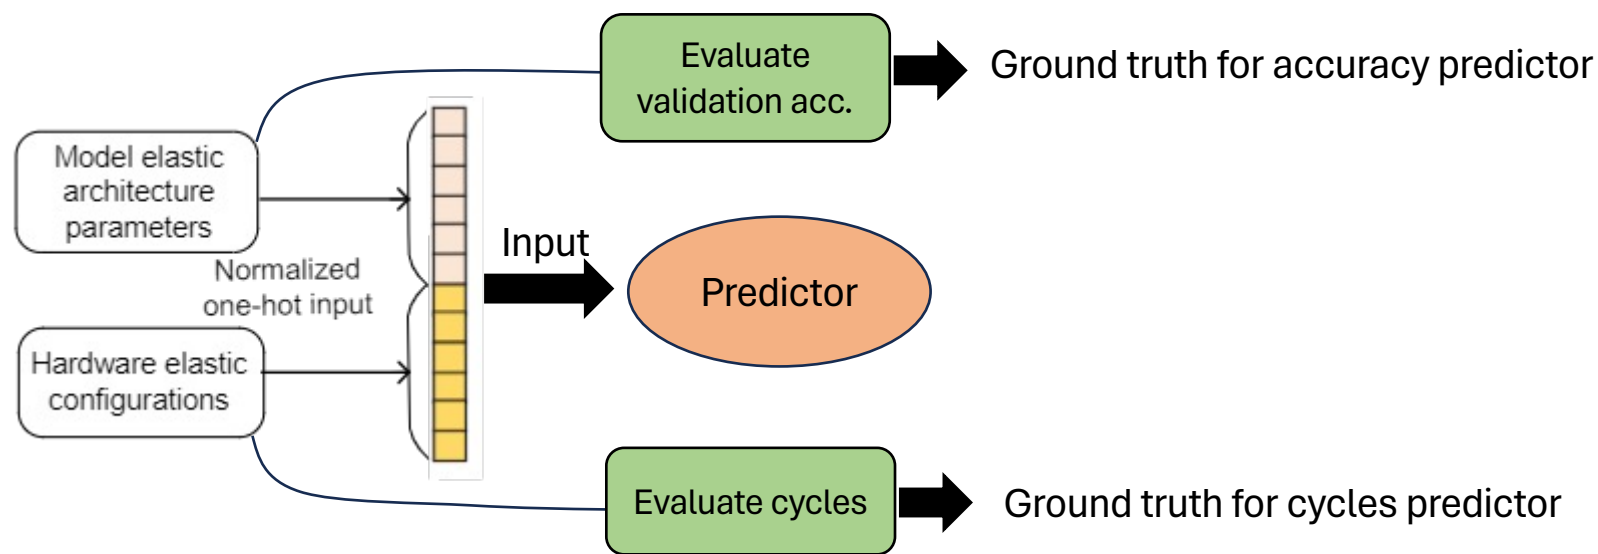 Evaluate
validation acc.
Ground truth for accuracy predictor
Model elastic
architecture
parameters
Input
Normalized
one-hot input
Predictor
Hardware elastic
configurations
Evaluate cycles
Ground truth for cycles predictor